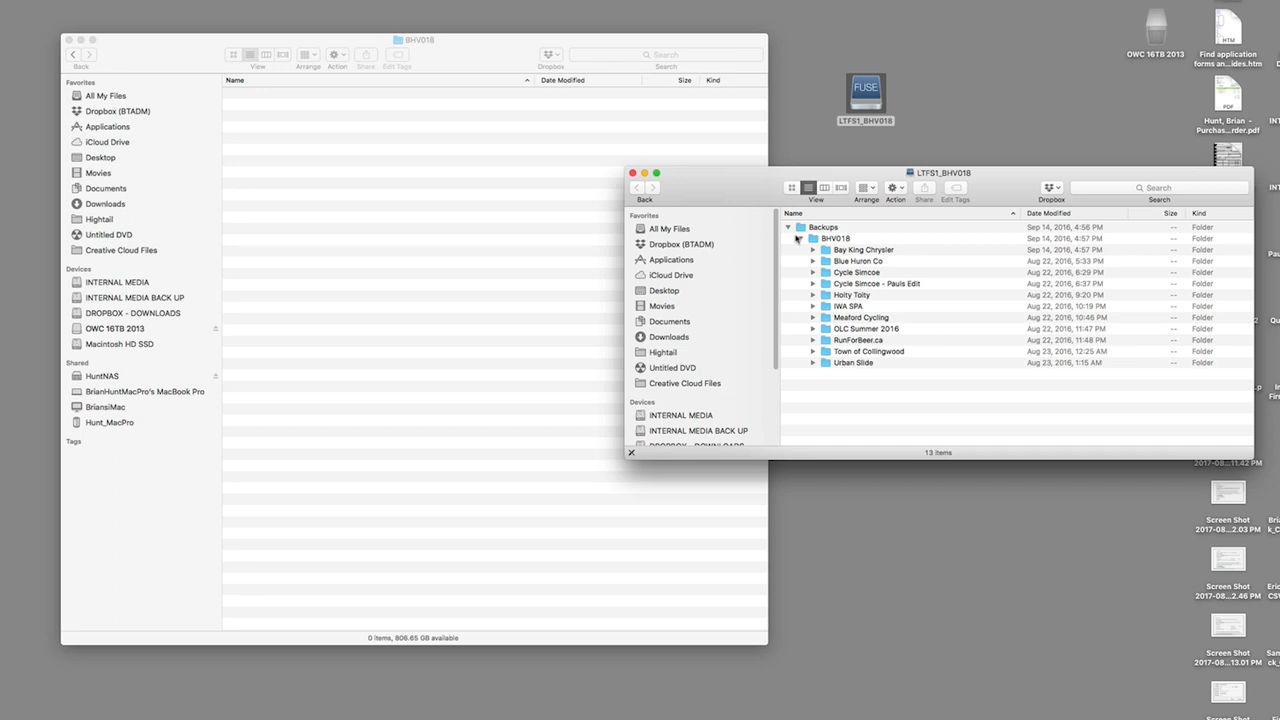 BHV018
Back
View
Arrange
Action
Share
Edit Tags
Dropbox
Search
Search
Favorites
All My Files
Dropbox (BTADM)
Applications
iCloud Drive
Desktop
Movies
Documents
Downloads
Hightail
Untitled DVD
Creative Cloud Files
Devices
INTERNAL MEDIA
INTERNAL MEDIA BACK UP
DROPBOX - DOWNLOADS
OWC 16TB 2013
Macintosh HD SSD
Shared
HuntNAS
BrianHuntMacPro's MacBook Pro
BriansiMac
Hunt_MacPro
Tags
Name Date Modified Size Kind
0 items, 806.65 GB available
FUSE
LTFS1_BHV018
LTFS1_BHV018
Back
View
Arrange
Action
Share
Edit Tags
Dropbox
Search
Search
Favorites
All My Files
Dropbox (BTADM)
Applications
iCloud Drive
Desktop
Movies
Documents
Downloads
Hightail
Untitled DVD
Creative Cloud Files
Devices
INTERNAL MEDIA
INTERNAL MEDIA BACK UP
DROPBOX - DOWNLOADS
Name Date Modified Size Kind
Backups Sep 14, 2016, 4:56 PM -- Folder
BHV018 Sep 14, 2016, 4:57 PM -- Folder
Bay King Chrysler Sep 14, 2016, 4:57 PM -- Folder
Blue Huron Co Aug 22, 2016, 5:33 PM -- Folder
Cycle Simcoe Aug 22, 2016, 6:29 PM -- Folder
Cycle Simcoe - Pauls Edit Aug 22, 2016, 6:37 PM -- Folder
Hoity Toity Aug 22, 2016, 9:20 PM -- Folder
IWA SPA Aug 22, 2016, 10:19 PM -- Folder
Meaford Cycling Aug 22, 2016, 10:46 PM -- Folder
OLC Summer 2016 Aug 22, 2016, 11:47 PM -- Folder
RunForBeer.ca Aug 22, 2016, 11:48 PM -- Folder
Town of Collingwood Aug 23, 2016, 12:25 AM -- Folder
Urban Slide Aug 23, 2016, 1:15 AM -- Folder
13 items
OWC 16TB 2013
HTM
Find application
forms an...ides.htm
PDF
Hunt, Brian -
Purchas...rder.pdf
2017-08...11.42 PM
Screen Shot
2017-08...2.03 PM
Screen Shot
2017-08...2.46 PM
Screen Shot
2017-08...13.01 PM
Screen Shot